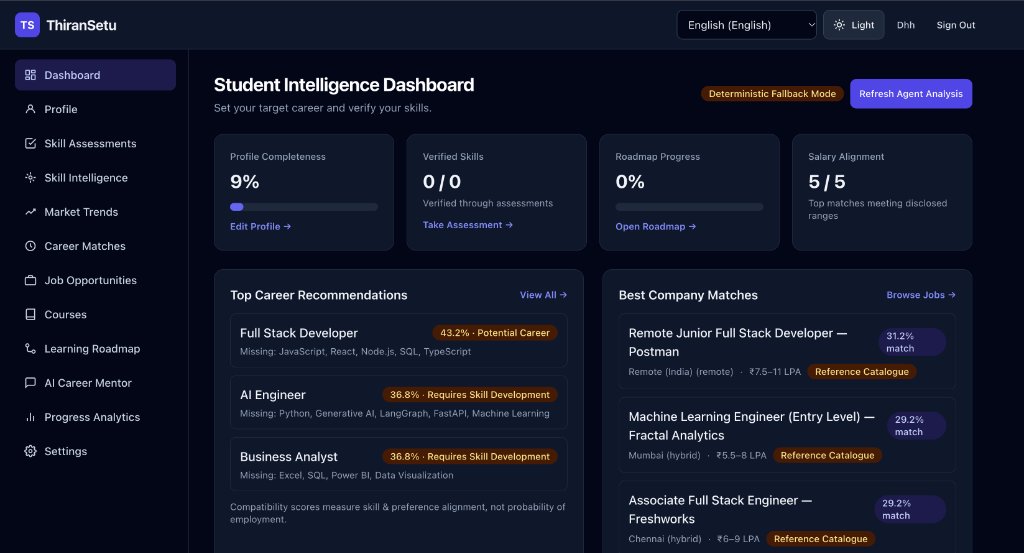 TS ThiranSetu
English (English)
Light
Dhh
Sign Out
Dashboard
Profile
Skill Assessments
Skill Intelligence
Market Trends
Career Matches
Job Opportunities
Courses
Learning Roadmap
AI Career Mentor
Progress Analytics
Settings
Student Intelligence Dashboard
Set your target career and verify your skills.
Deterministic Fallback Mode
Refresh Agent Analysis
Profile Completeness
9%
Edit Profile →
Verified Skills
0 / 0
Verified through assessments
Take Assessment →
Roadmap Progress
0%
Open Roadmap →
Salary Alignment
5 / 5
Top matches meeting disclosed
ranges
Top Career Recommendations
View All →
Full Stack Developer
43.2% · Potential Career
Missing: JavaScript, React, Node.js, SQL, TypeScript
AI Engineer
36.8% · Requires Skill Development
Missing: Python, Generative AI, LangGraph, FastAPI, Machine Learning
Business Analyst
36.8% · Requires Skill Development
Missing: Excel, SQL, Power BI, Data Visualization
Compatibility scores measure skill & preference alignment, not probability of
employment.
Best Company Matches
Browse Jobs →
Remote Junior Full Stack Developer —
Postman
31.2%
match
Remote (India) (remote) · ₹7.5–11 LPA
Reference Catalogue
Machine Learning Engineer (Entry Level) —
Fractal Analytics
29.2%
match
Mumbai (hybrid) · ₹5.5–8 LPA
Reference Catalogue
Associate Full Stack Engineer —
Freshworks
29.2%
match
Chennai (hybrid) · ₹6–9 LPA
Reference Catalogue